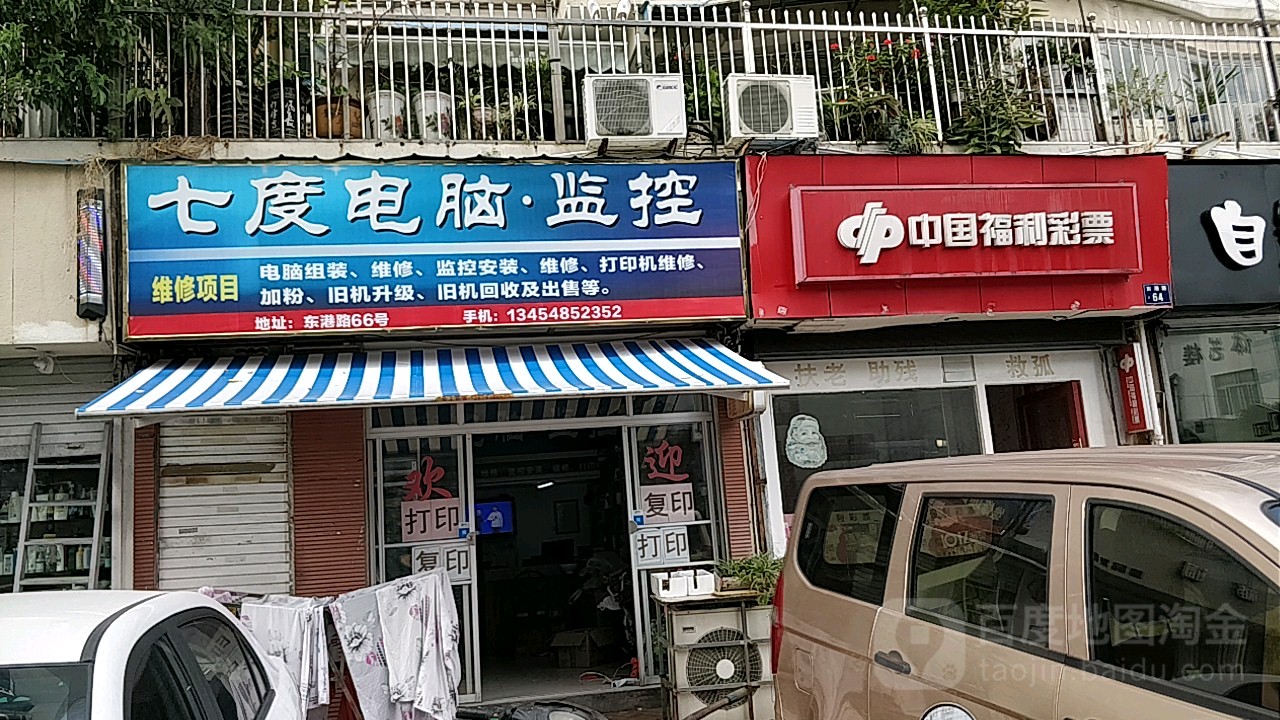 七度电脑·监控
维修项目
电脑组装、维修、监控安装、维修、打印机维修、
加粉、旧机升级、旧机回收及出售等。
地址：东港路66号
手机：13454852352
中国福利彩票
64
自
扶老 助残
救孤
欢
迎
打印
复印
复印
打印
百度地图淘金
taojin.baidu.com